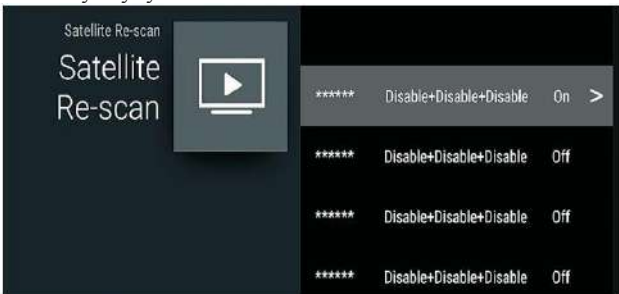 Satellite Re-scan
Satellite
Re-scan
****** Disable+Disable+Disable On >
****** Disable+Disable+Disable Off
****** Disable+Disable+Disable Off
****** Disable+Disable+Disable Off